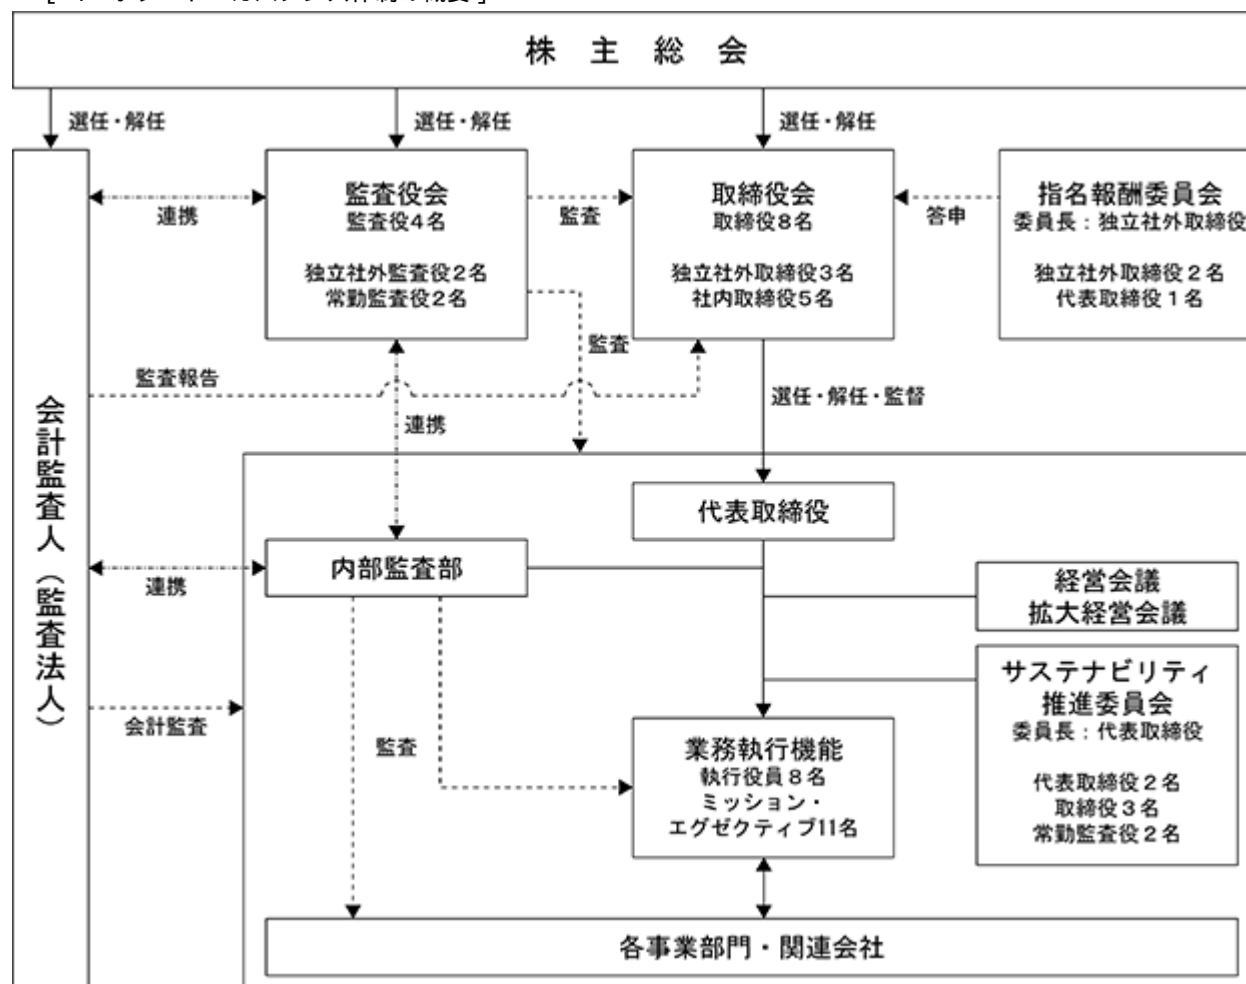 株主総会
選任・解任
選任・解任
選任・解任
監査役会
監査役4名
独立社外監査役2名
常勤監査役2名
連携
監査
取締役会
取締役8名
独立社外取締役3名
社内取締役5名
答申
指名報酬委員会
委員長:独立社外取締役
独立社外取締役2名
代表取締役1名
監査
監査報告
選任・解任・監督
連携
会計監査人(監査法人)
代表取締役
内部監査部
連携
経営会議
拡大経営会議
サステナビリティ
推進委員会
委員長:代表取締役
代表取締役2名
取締役3名
常勤監査役2名
会計監査
監査
業務執行機能
執行役員8名
ミッション・
エグゼクティブ11名
各事業部門・関連会社